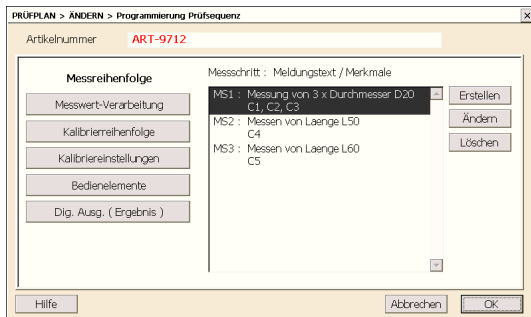 PRÜFPLAN > ÄNDERN > Programmierung Prüfsequenz
Artikelnummer ART-9712
Messreihenfolge
Messwert-Verarbeitung
Kalibrierreihenfolge
Kalibriereinstellungen
Bedienelemente
Dig. Ausg. ( Ergebnis )
Messschritt : Meldungstext / Merkmale
MS1 : Messung von 3 x Durchmesser D20
C1, C2, C3
MS2 : Messen von Laenge L50
C4
MS3 : Messen von Laenge L60
C5
Erstellen
Ändern
Löschen
Hilfe
Abbrechen
OK